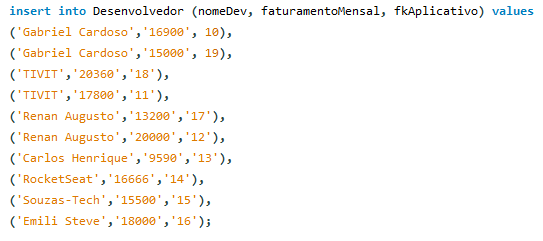 insert into Desenvolvedor (nomeDev, faturamentoMensal, fkAplicativo) values
('Gabriel Cardoso','16900', 10),
('Gabriel Cardoso','15000', 19),
('TIVIT','20360','18'),
('TIVIT','17800','11'),
('Renan Augusto','13200','17'),
('Renan Augusto','20000','12'),
('Carlos Henrique','9590','13'),
('RocketSeat','16666','14'),
('Souzas-Tech','15500','15'),
('Emili Steve','18000','16');